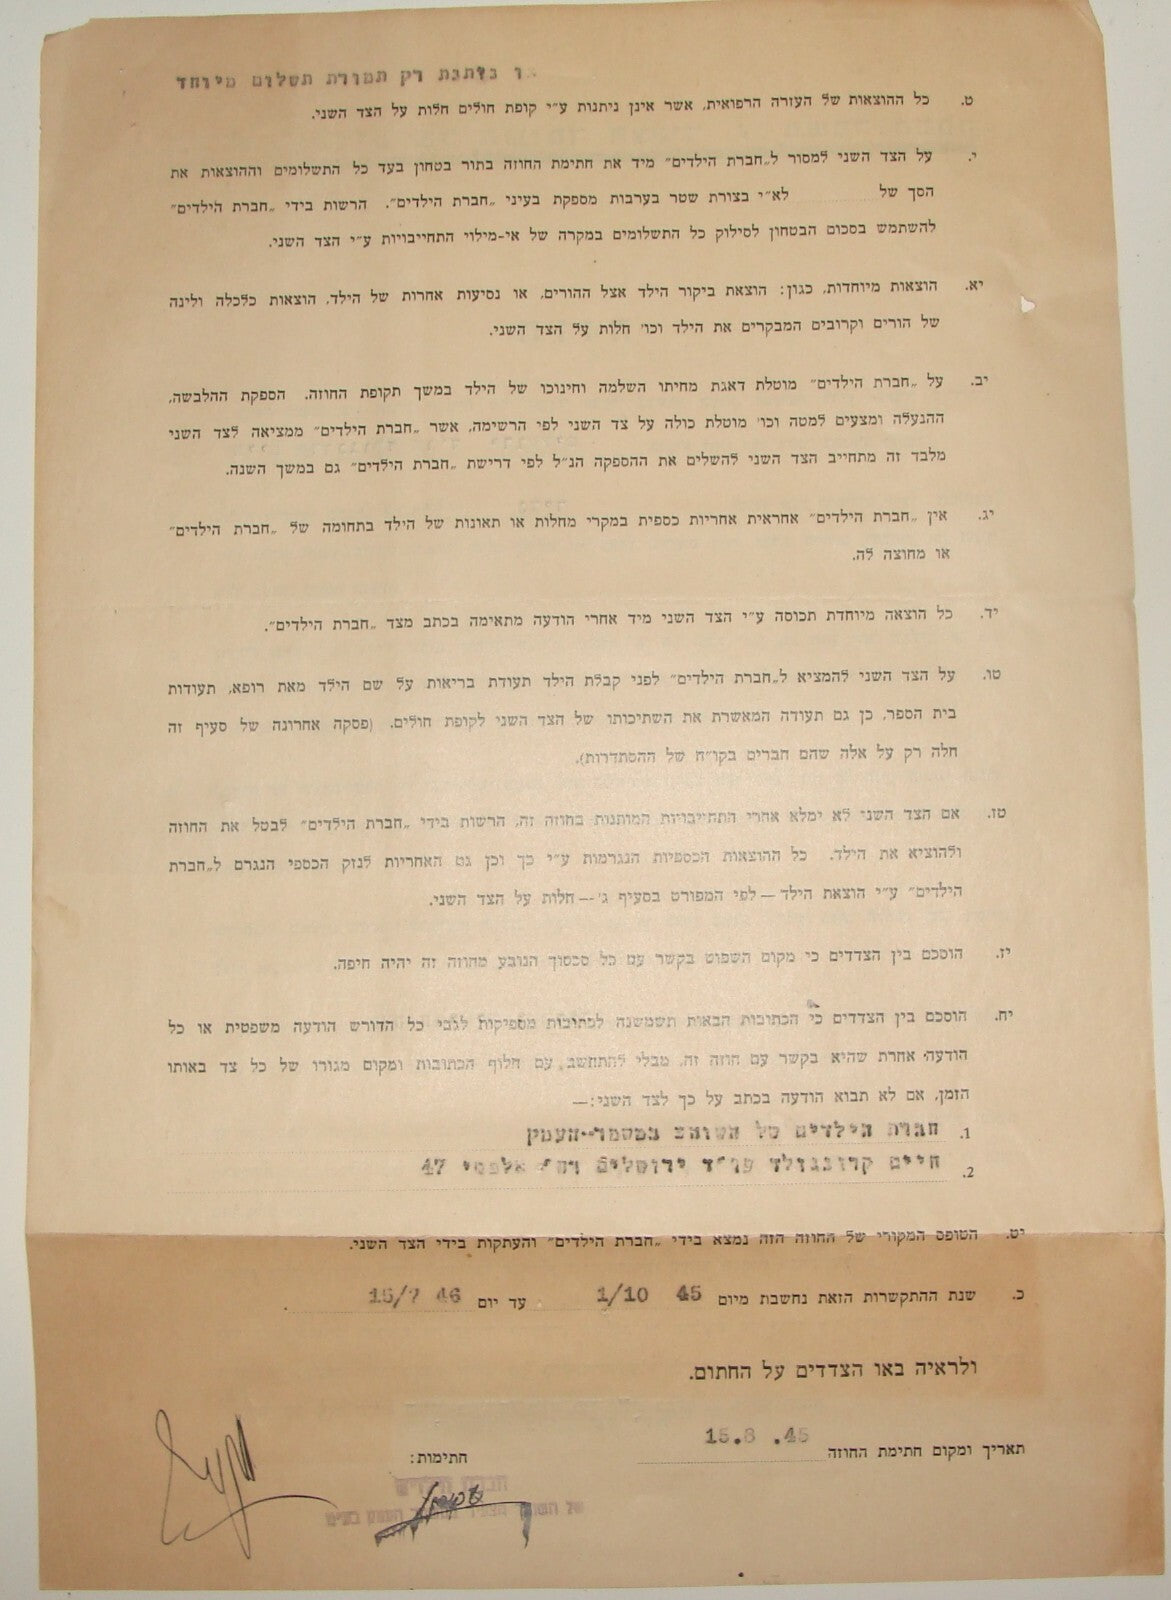 או ניתנת רק תמורת תשלום מיוחד
ט. כל ההוצאות של העזרה הרפואית, אשר אינן ניתנות ע״י קופת חולים חלות על הצד השני.
י. על הצד השני למסור ל„חברת הילדים״ מיד את חתימת החוזה בתור בטחון בעד כל התשלומים וההוצאות את
הסך של לא״י בצורת שטר בערבות מספקת בעיני „חברת הילדים״. הרשות בידי „חברת הילדים״
להשתמש בסכום הבטחון לסילוק כל התשלומים במקרה של אי-מילוי התחייבויות ע״י הצד השני.
יא. הוצאות מיוחדות, כגון: הוצאת ביקור הילד אצל ההורים, או נסיעות אחרות של הילד, הוצאות כלכלה ולינה
של הורים וקרובים המבקרים את הילד וכו׳ חלות על הצד השני.
יב. על „חברת הילדים״ מוטלת דאגת מחיתו השלמה וחינוכו של הילד במשך תקופת החוזה. הספקת ההלבשה,
ההנעלה ומצעים למטה וכו׳ מוטלת כולה על צד השני לפי הרשימה, אשר „חברת הילדים״ ממציאה לצד השני
מלבד זה מתחייב הצד השני להשלים את ההספקה הנ״ל לפי דרישת „חברת הילדים״ גם במשך השנה.
יג. אין „חברת הילדים״ אחראית אחריות כספית במקרי מחלות או תאונות של הילד בתחומה של „חברת הילדים״
או מחוצה לה.
יד. כל הוצאה מיוחדת תכוסה ע״י הצד השני מיד אחרי הודעה מתאימה בכתב מצד „חברת הילדים״.
טו. על הצד השני להמציא ל„חברת הילדים״ לפני קבלת הילד תעודת בריאות על שם הילד מאת רופא, תעודות
בית הספר, כן גם תעודה המאשרת את השתיכותו של הצד השני לקופת חולים. (פסקה אחרונה של סעיף זה
חלה רק על אלה שהם חברים בקו״ח של ההסתדרות).
טז. אם הצד השני לא ימלא אחרי התחייבויות המותנות בחוזה זה, הרשות בידי „חברת הילדים״ לבטל את החוזה
ולהוציא את הילד. כל ההוצאות הכספיות הנגרמות ע״י כך וכן גם האחריות לנזק הכספי הנגרם ל„חברת
הילדים״ ע״י הוצאת הילד — לפי המפורט בסעיף ג׳ — חלות על הצד השני.
יז. הוסכם בין הצדדים כי מקום השפוט בקשר עם כל סכסוך הנובע מחוזה זה יהיה חיפה.
יח. הוסכם בין הצדדים כי הכתובות הבאות תשמשנה לכתובות מספיקות לגבי כל הדורש הודעה משפטית או כל
הודעה אחרת שהיא בקשר עם חוזה זה, מבלי להתחשב עם חלוף הכתובות ומקום מגורו של כל צד באותו
הזמן, אם לא תבוא הודעה בכתב על כך לצד השני:—
1. חברת הילדים של השוהצ במשמר-העמק
2. חיים קרונגולד עו״ד ירושלים רח׳ אלפסי 47
יט. הטופס המקורי של החוזה הזה נמצא בידי „חברת הילדים״ והעתקות בידי הצד השני.
כ. שנת ההתקשרות הזאת נחשבת מיום 1/10 45 עד יום 15/7 46
ולראיה באו הצדדים על החתום.
תאריך ומקום חתימת החוזה 15.8 .45
חתימות:
חברת הילדים